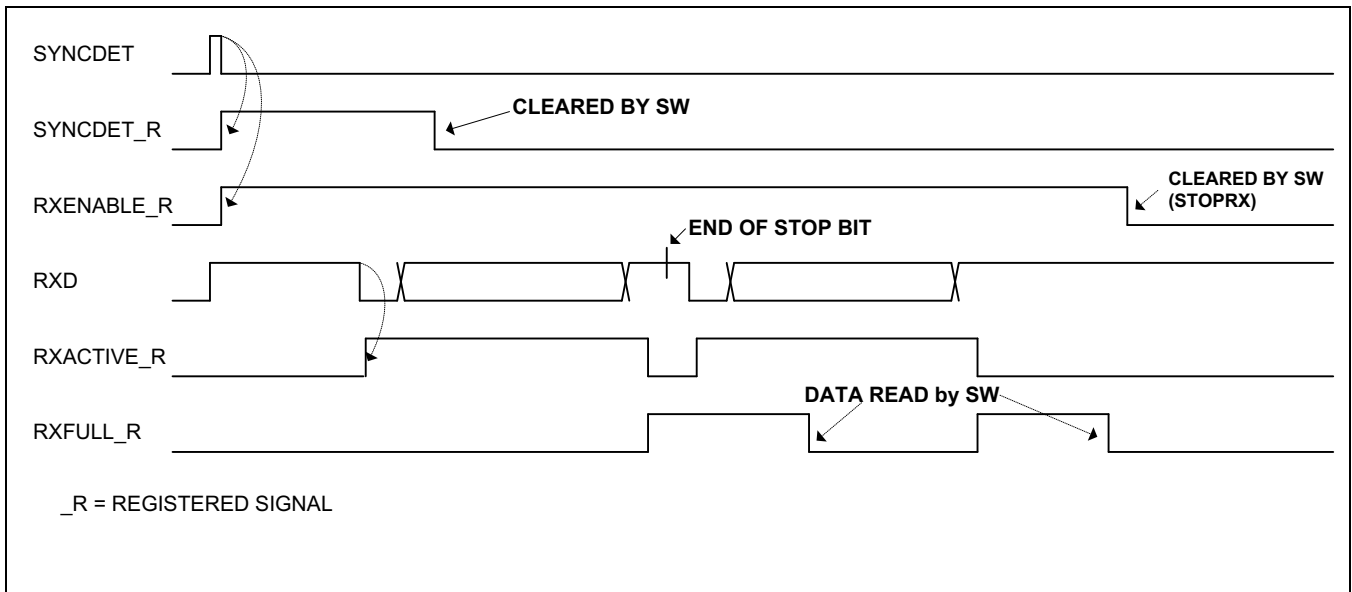 SYNCDET
CLEARED BY SW
SYNCDET_R
CLEARED BY SW
(STOPRX)
RXENABLE_R
END OF STOP BIT
RXD
RXACTIVE_R
DATA READ by SW
RXFULL_R
_R = REGISTERED SIGNAL